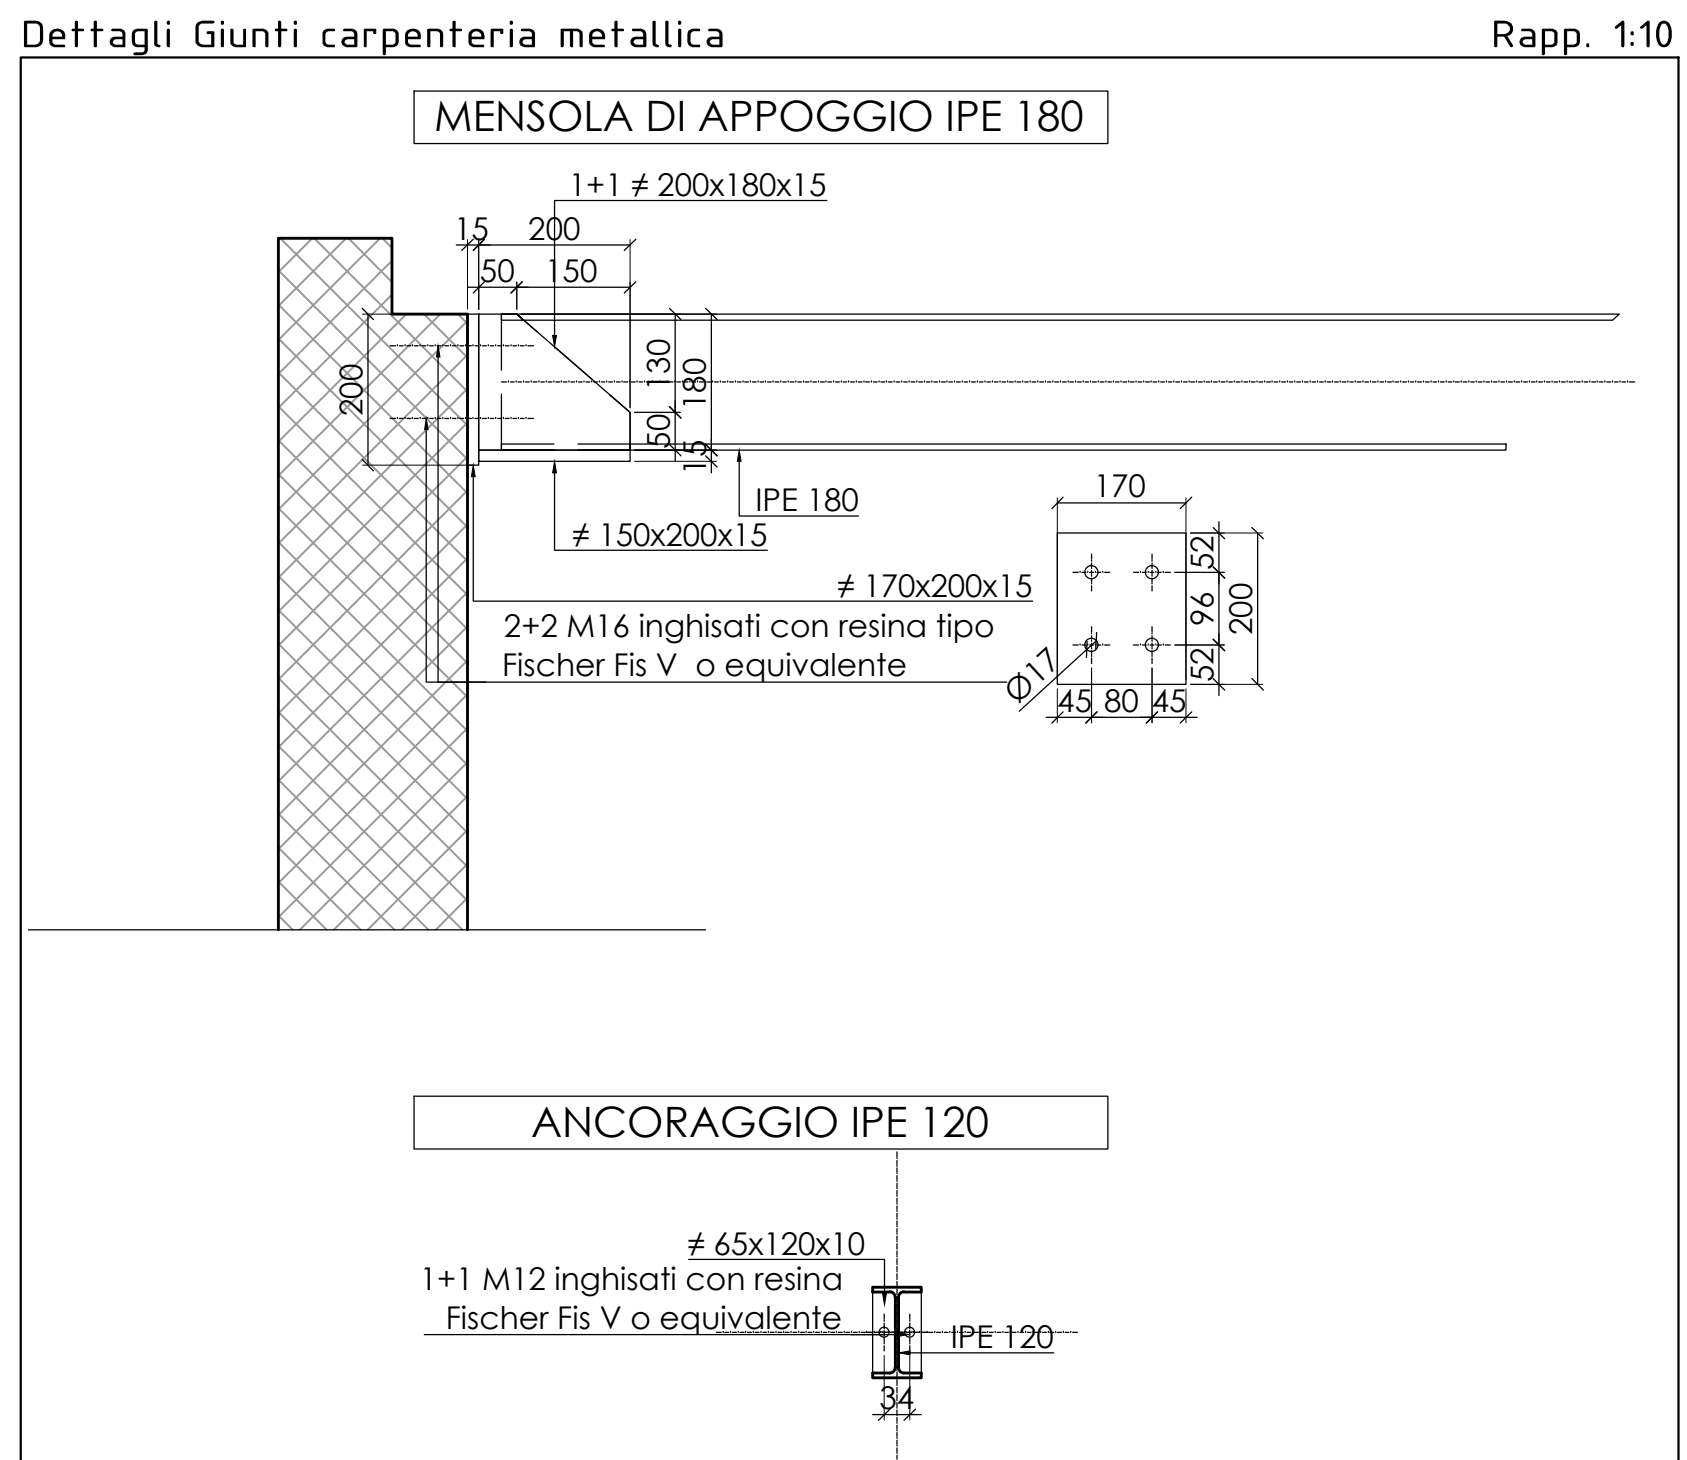 Dettagli Giunti carpenteria metallica
Rapp. 1:10
MENSOLA DI APPOGGIO IPE 180
1+1 ≠ 200x180x15
15
200
50
150
200
130
180
50
15
IPE 180
≠ 150x200x15
170
≠ 170x200x15
52
96
200
52
2+2 M16 inghisati con resina tipo
Fischer Fis V o equivalente
Ø17
45
80
45
ANCORAGGIO IPE 120
≠ 65x120x10
1+1 M12 inghisati con resina
Fischer Fis V o equivalente
IPE 120
34